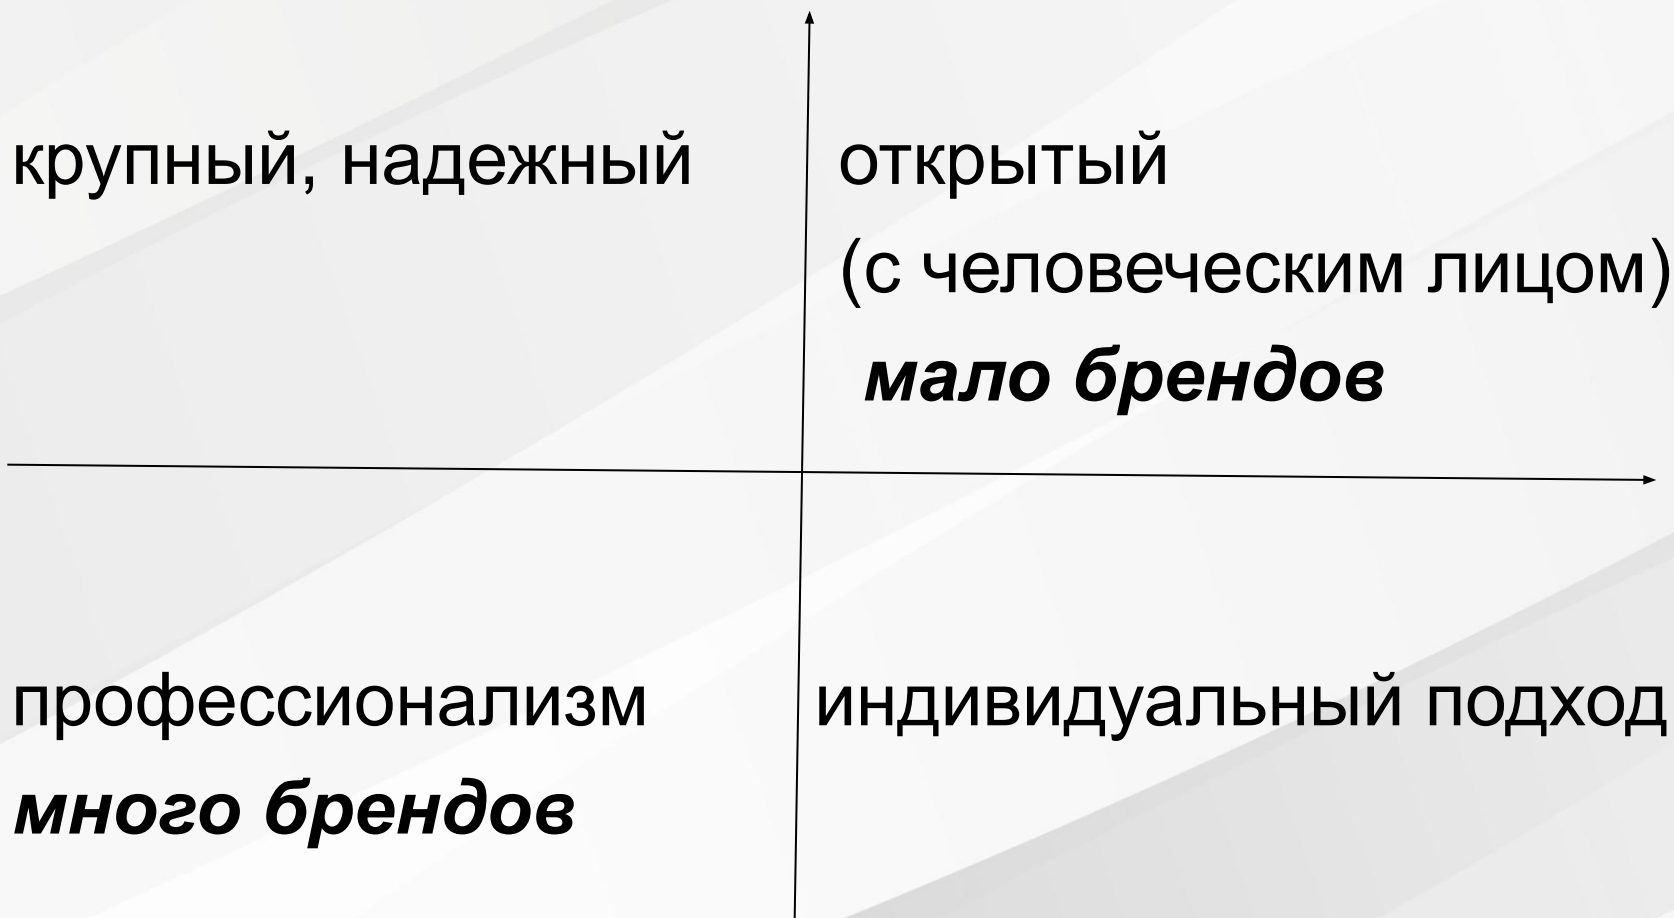 крупный, надежный
открытый
(с человеческим лицом)
мало брендов
профессионализм
много брендов
индивидуальный подход